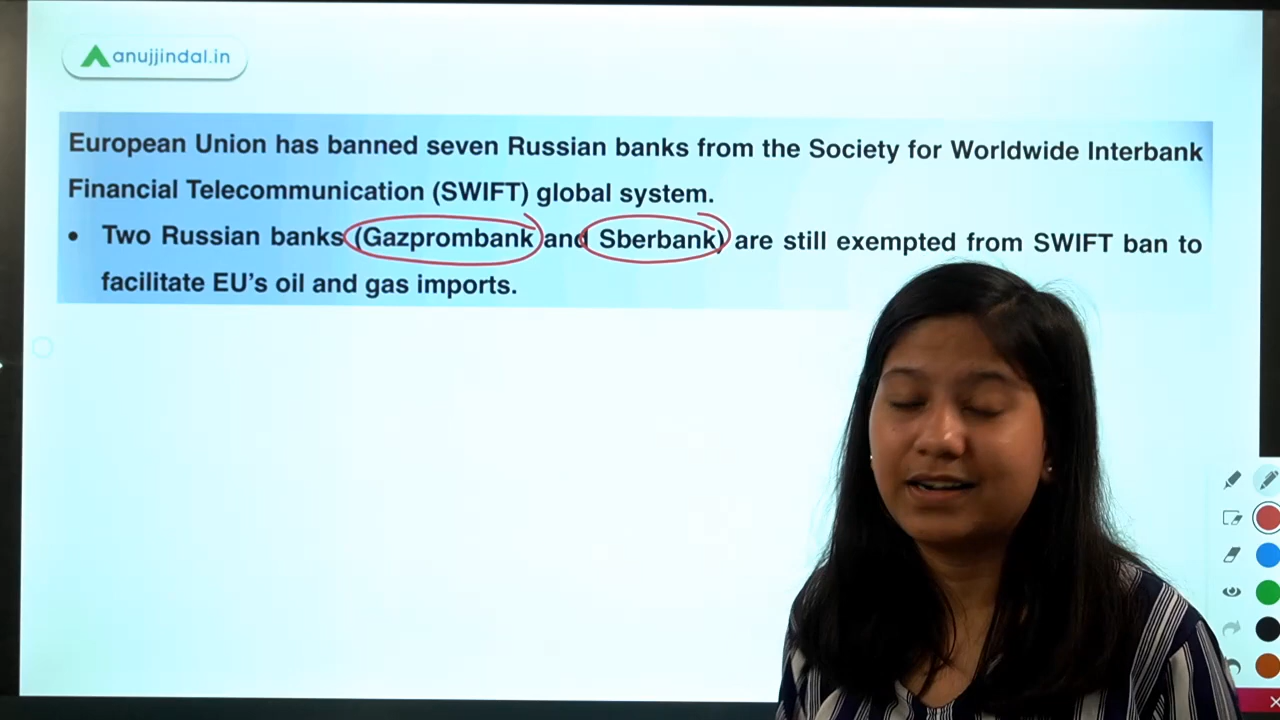 anujjindal.in
European Union has banned seven Russian banks from the Society for Worldwide Interbank
Financial Telecommunication (SWIFT) global system.
• Two Russian banks (Gazprombank and Sberbank) are still exempted from SWIFT ban to
facilitate EU's oil and gas imports.